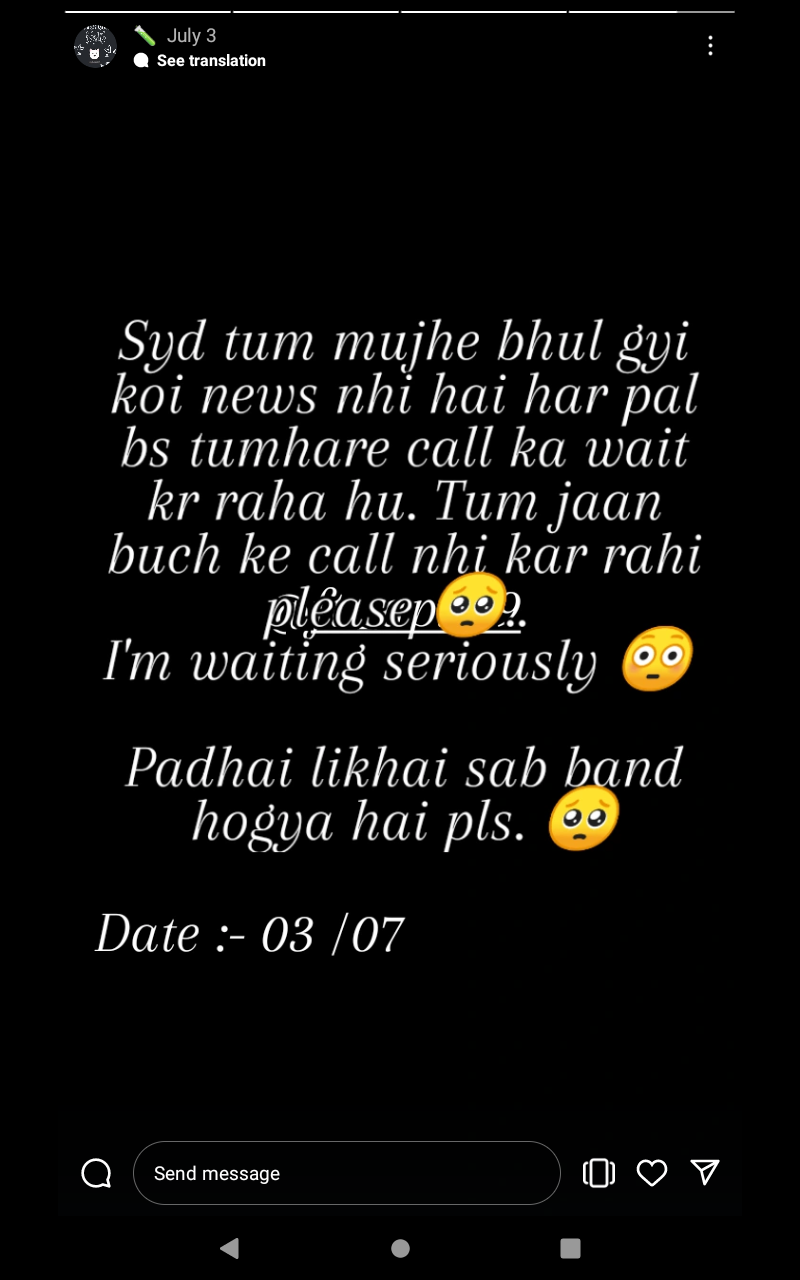 July 3
See translation
Syd tum mujhe bhul gyi
koi news nhi hai har pal
bs tumhare call ka wait
kr raha hu. Tum jaan
buch ke call nhi kar rahi
please
I'm waiting seriously 😳
Padhai likhai sab band
hogya hai pls. 🥺
Date :- 03 /07
Send message